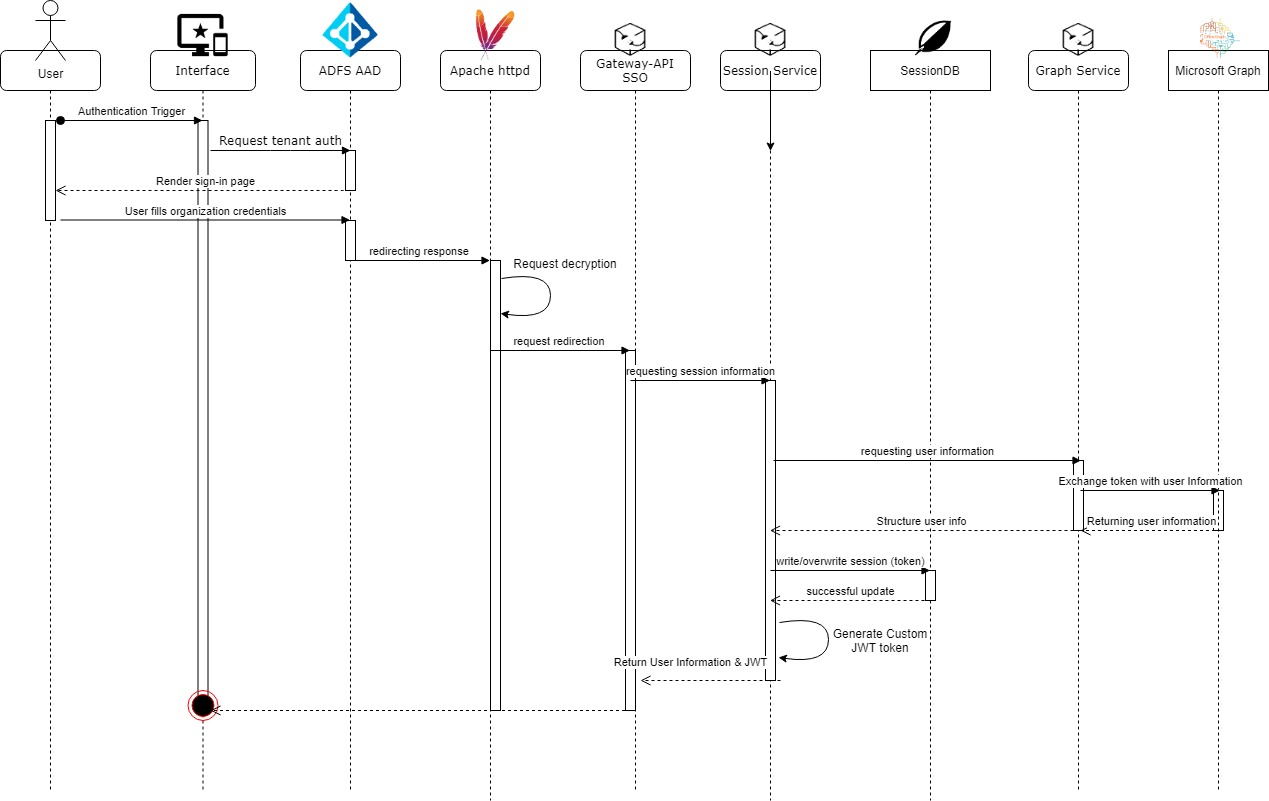 User
Interface
ADFS AAD
Apache httpd
Gateway-API
SSO
Session Service
SessionDB
Graph Service
Microsoft Graph
Authentication Trigger
Request tenant auth
Render sign-in page
User fills organization credentials
redirecting response
Request decryption
request redirection
requesting session information
requesting user information
Exchange token with user Information
Structure user info
Returning user information
write/overwrite session (token)
successful update
Generate Custom
JWT token
Return User Information & JWT